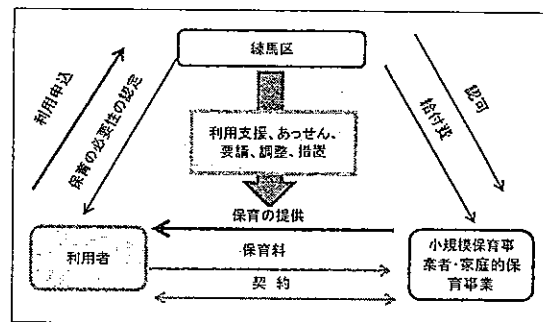 練馬区
利用申込
保育の必要性の認定
認可
給付費
利用支援、あっせん、
要請、調整、措置
保育の提供
保育料
契約
利用者
小規模保育事
業者・家庭的保
育事業